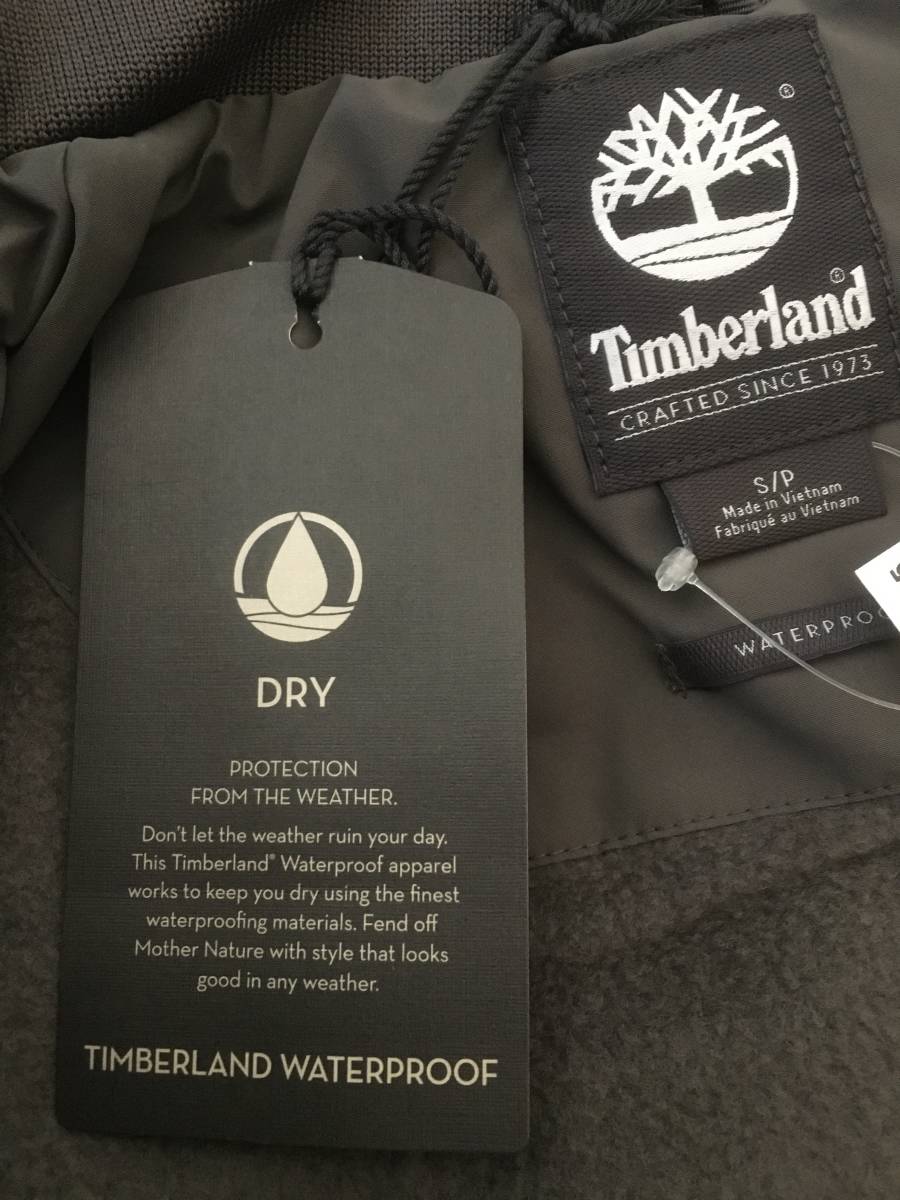 Timberland®
CRAFTED SINCE 1973
S/P
Made in Vietnam
Fabriqué au Vietnam
DRY
PROTECTION
FROM THE WEATHER.
Don't let the weather ruin your day.
This Timberland® Waterproof apparel
works to keep you dry using the finest
waterproofing materials. Fend off
Mother Nature with style that looks
good in any weather.
TIMBERLAND WATERPROOF